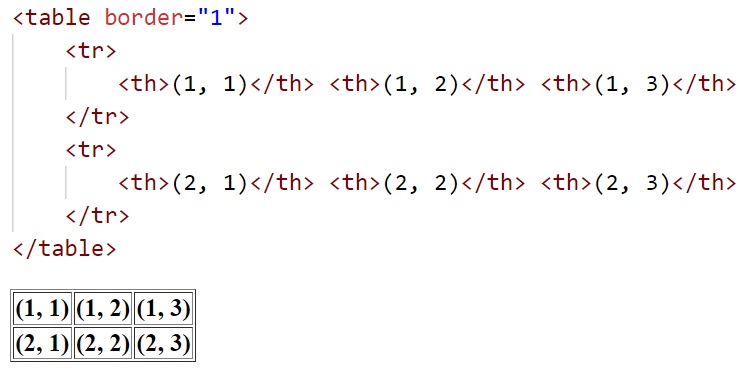 <table border="1">
<tr>
<th>(1, 1)</th> <th>(1, 2)</th> <th>(1, 3)</th>
</tr>
<tr>
<th>(2, 1)</th> <th>(2, 2)</th> <th>(2, 3)</th>
</tr>
</table>
(1, 1) (1, 2) (1, 3)
(2, 1) (2, 2) (2, 3)